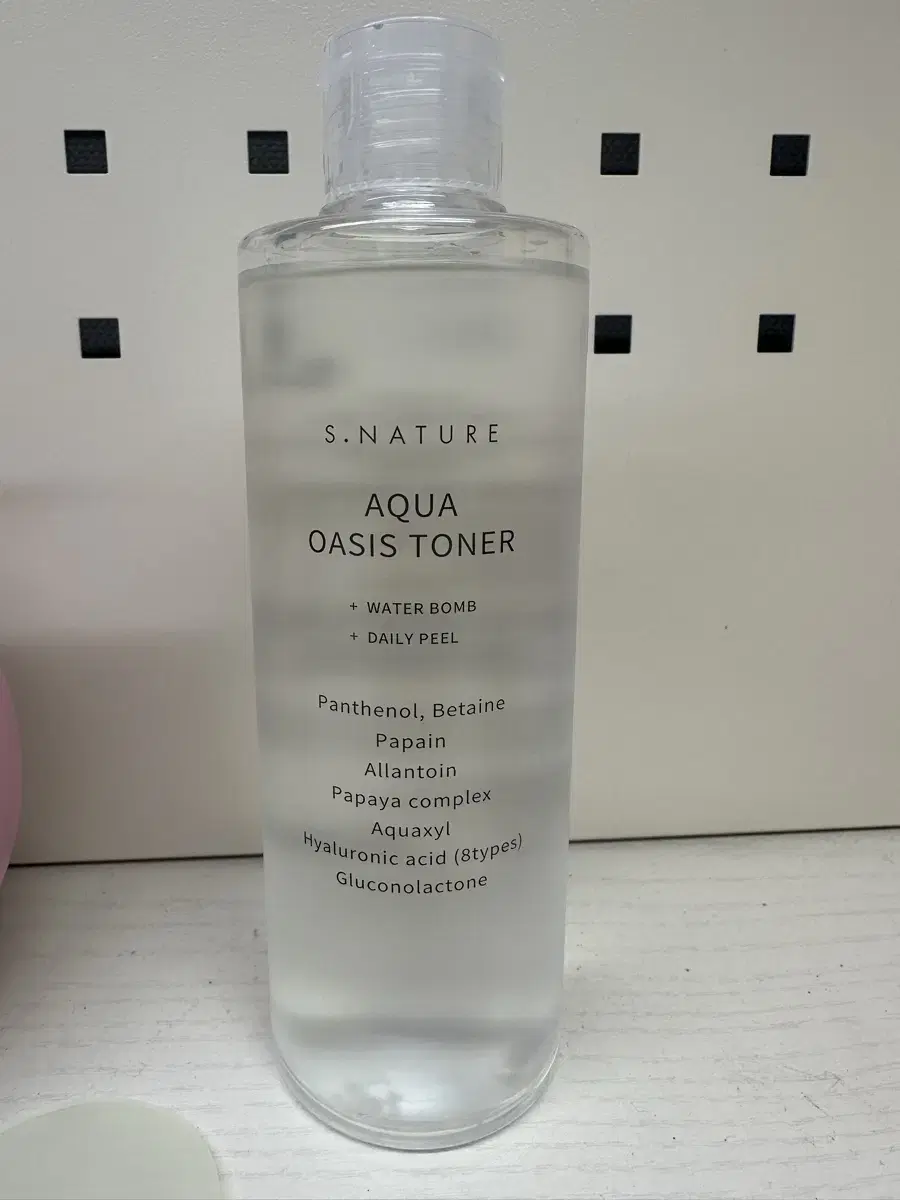 S.NATURE
AQUA
OASIS TONER
+ WATER BOMB
+ DAILY PEEL
Panthenol, Betaine
Papain
Allantoin
Papaya complex
Aquaxyl
Hyaluronic acid (8types)
Gluconolactone